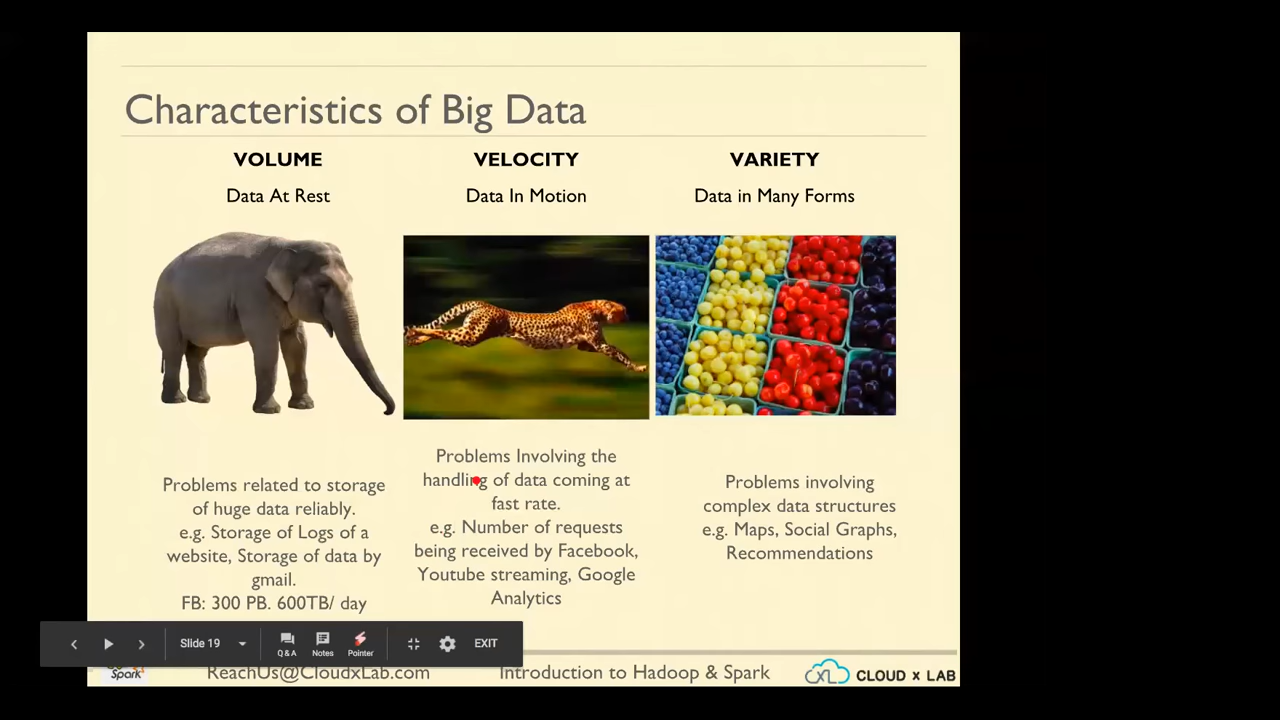 Characteristics of Big Data
VOLUME
Data At Rest
Problems related to storage
of huge data reliably.
e.g. Storage of Logs of a
website, Storage of data by
gmail.
FB: 300 PB. 600TB/ day
VELOCITY
Data In Motion
Problems Involving the
handling of data coming at
fast rate.
e.g. Number of requests
being received by Facebook,
Youtube streaming, Google
Analytics
VARIETY
Data in Many Forms
Problems involving
complex data structures
e.g. Maps, Social Graphs,
Recommendations
Slide 19
Q & A
Notes
Pointer
EXIT
Spark
ReachUs@CloudxLab.com
Introduction to Hadoop & Spark
CLOUD x LAB